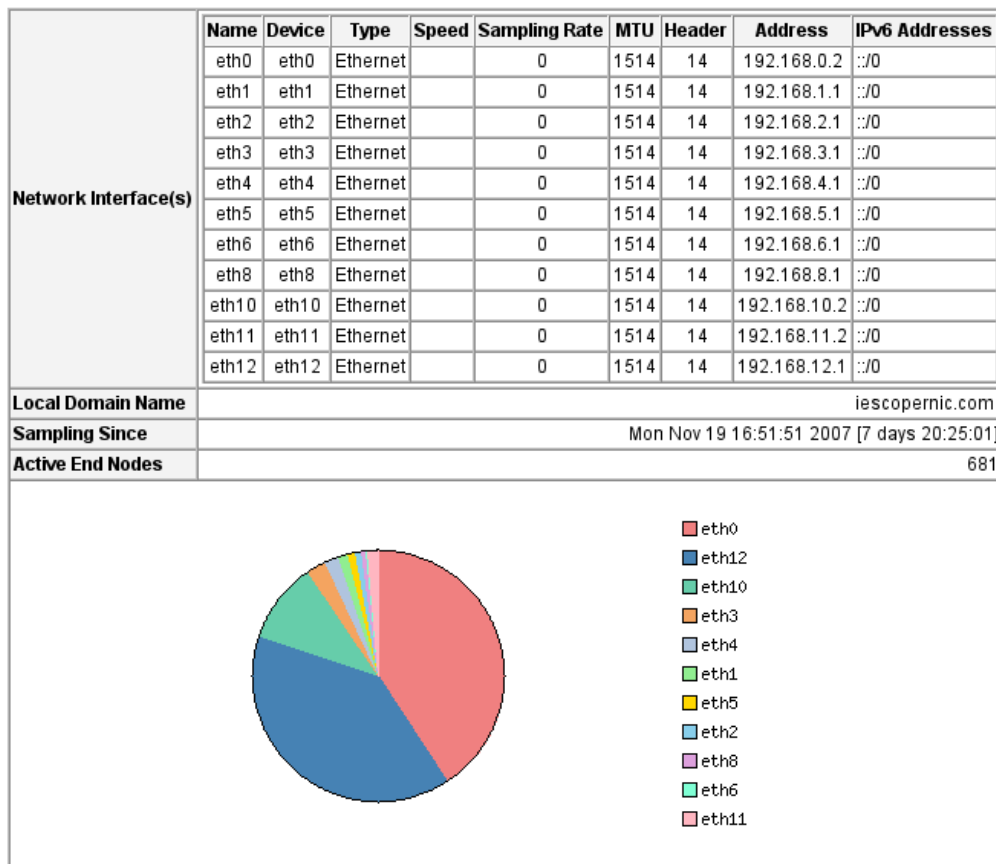 Name Device Type Speed Sampling Rate MTU Header Address IPv6 Addresses
eth0 eth0 Ethernet 0 1514 14 192.168.0.2 ::/0
eth1 eth1 Ethernet 0 1514 14 192.168.1.1 ::/0
eth2 eth2 Ethernet 0 1514 14 192.168.2.1 ::/0
eth3 eth3 Ethernet 0 1514 14 192.168.3.1 ::/0
eth4 eth4 Ethernet 0 1514 14 192.168.4.1 ::/0
Network Interface(s)
eth5 eth5 Ethernet 0 1514 14 192.168.5.1 ::/0
eth6 eth6 Ethernet 0 1514 14 192.168.6.1 ::/0
eth8 eth8 Ethernet 0 1514 14 192.168.8.1 ::/0
eth10 eth10 Ethernet 0 1514 14 192.168.10.2 ::/0
eth11 eth11 Ethernet 0 1514 14 192.168.11.2 ::/0
eth12 eth12 Ethernet 0 1514 14 192.168.12.1 ::/0
Local Domain Name iescopernic.com
Sampling Since Mon Nov 19 16:51:51 2007 [7 days 20:25:01]
Active End Nodes 681
eth0
eth12
eth10
eth3
eth4
eth1
eth5
eth2
eth8
eth6
eth11